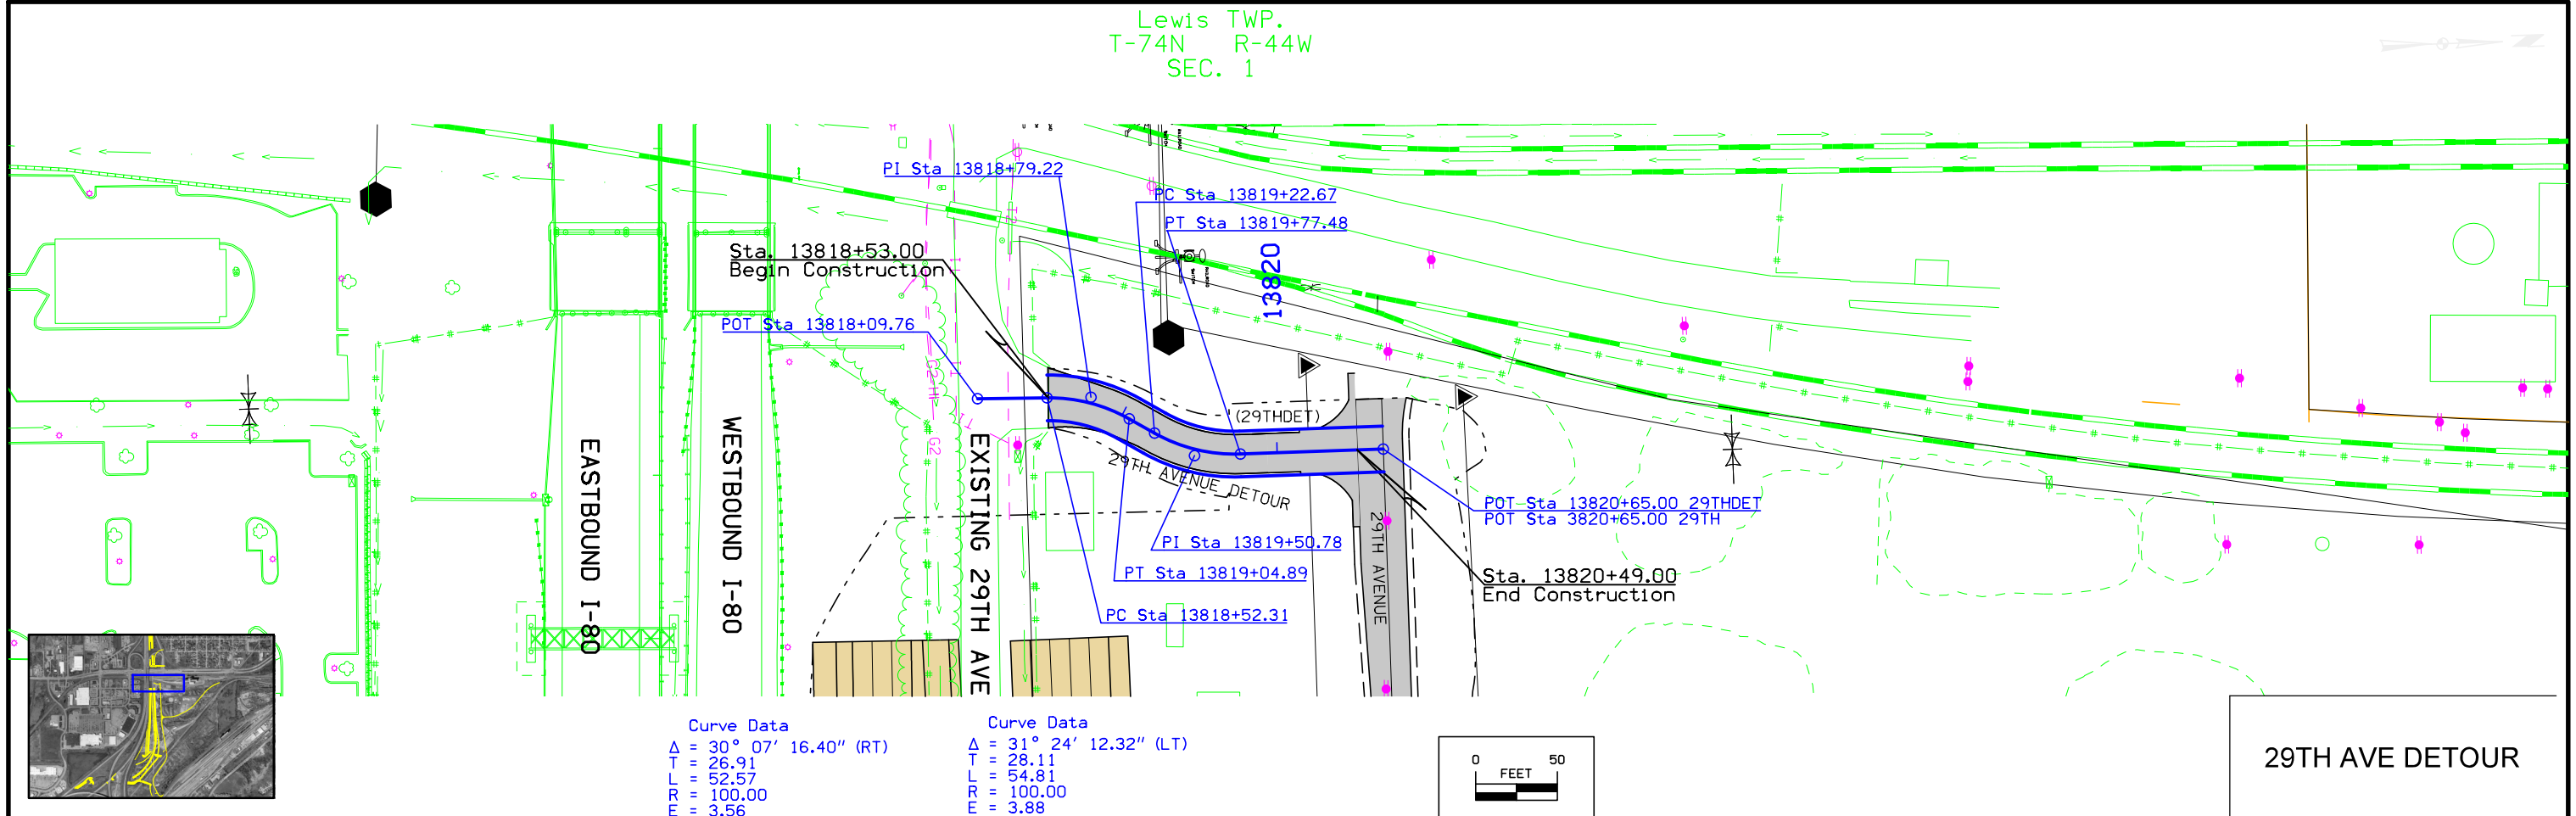 Lewis TWP.
T-74N R-44W
SEC. 1
PI Sta 13818+79.22
PC Sta 13819+22.67
PT Sta 13819+77.48
13820
Sta. 13818+53.00
Begin Construction
POT Sta 13818+09.76
(29THDET)
29TH AVENUE DETOUR
EASTBOUND I-80
WESTBOUND I-80
EXISTING 29TH AVE
G2
29TH AVENUE
POT Sta 13820+65.00 29THDET
POT Sta 3820+65.00 29TH
PI Sta 13819+50.78
PT Sta 13819+04.89
PC Sta 13818+52.31
Sta. 13820+49.00
End Construction
Curve Data
Δ = 30° 07' 16.40" (RT)
T = 26.91
L = 52.57
R = 100.00
E = 3.56
Curve Data
Δ = 31° 24' 12.32" (LT)
T = 28.11
L = 54.81
R = 100.00
E = 3.88
0 50
FEET
29TH AVE DETOUR